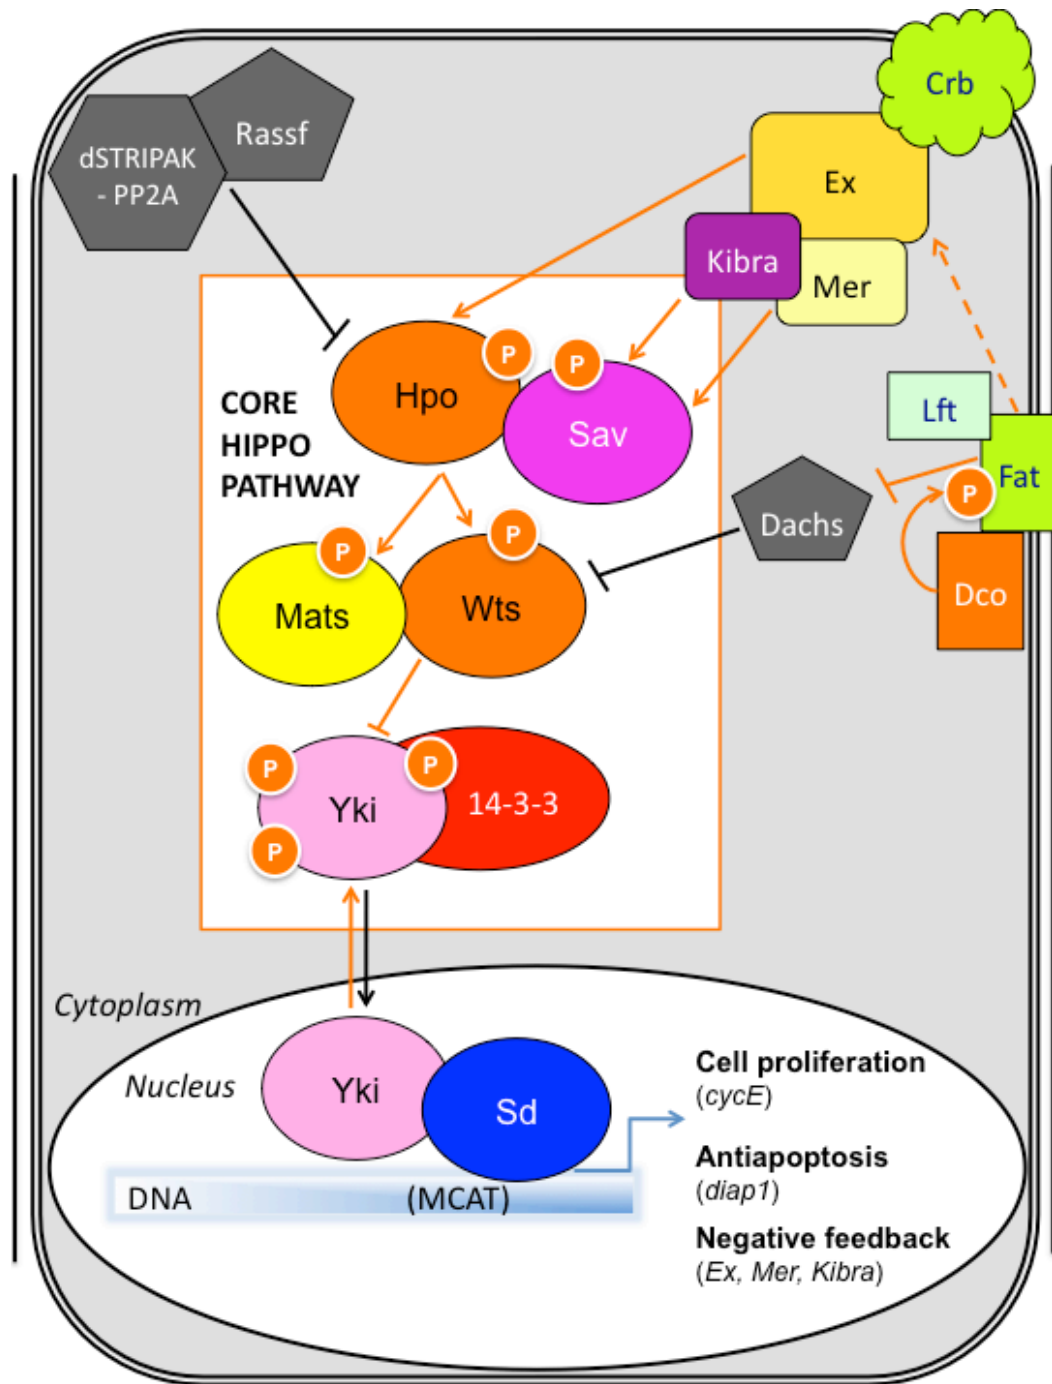 Crb
Rassf
dSTRIPAK
- PP2A
Ex
Kibra
Mer
P
P
Hpo
Sav
CORE
HIPPO
PATHWAY
Lft
Fat
P
Dachs
Dco
P
P
Mats
Wts
P
P
Yki
14-3-3
P
Cytoplasm
Nucleus
Yki
Sd
Cell proliferation
(cycE)
Antiapoptosis
(diap1)
DNA
(MCAT)
Negative feedback
(Ex, Mer, Kibra)